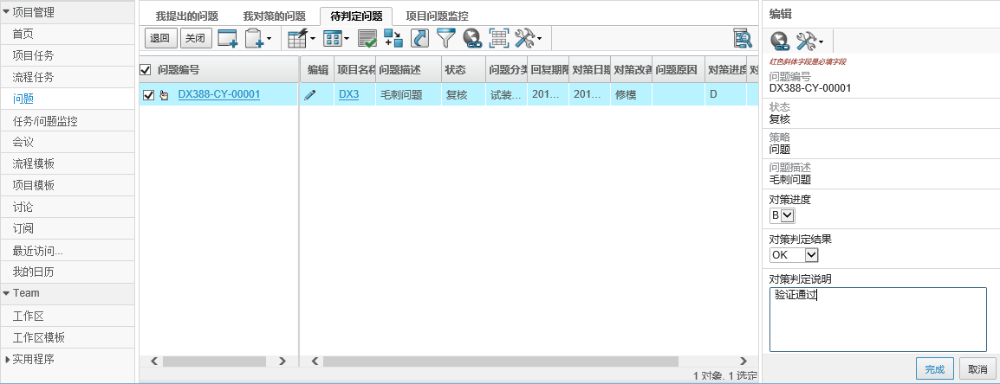 项目管理
首页
项目任务
流程任务
问题
任务/问题监控
会议
流程模板
项目模板
讨论
订阅
最近访问...
我的日历
Team
工作区
工作区模板
实用程序
我提出的问题 我对策的问题 待判定问题 项目问题监控
退回 关闭
问题编号 编辑 项目名称 问题描述 状态 问题分类 回复期限 对策日期 对策改善 问题原因 对策进度 对
DX388-CY-00001 DX3 毛刺问题 复核 试装... 201... 201... 修模 D
1 对象, 1 选定
编辑
红色斜体字段是必填字段
问题编号
DX388-CY-00001
状态
复核
策略
问题
问题描述
毛刺问题
对策进度
B
对策判定结果
OK
对策判定说明
验证通过
完成 取消